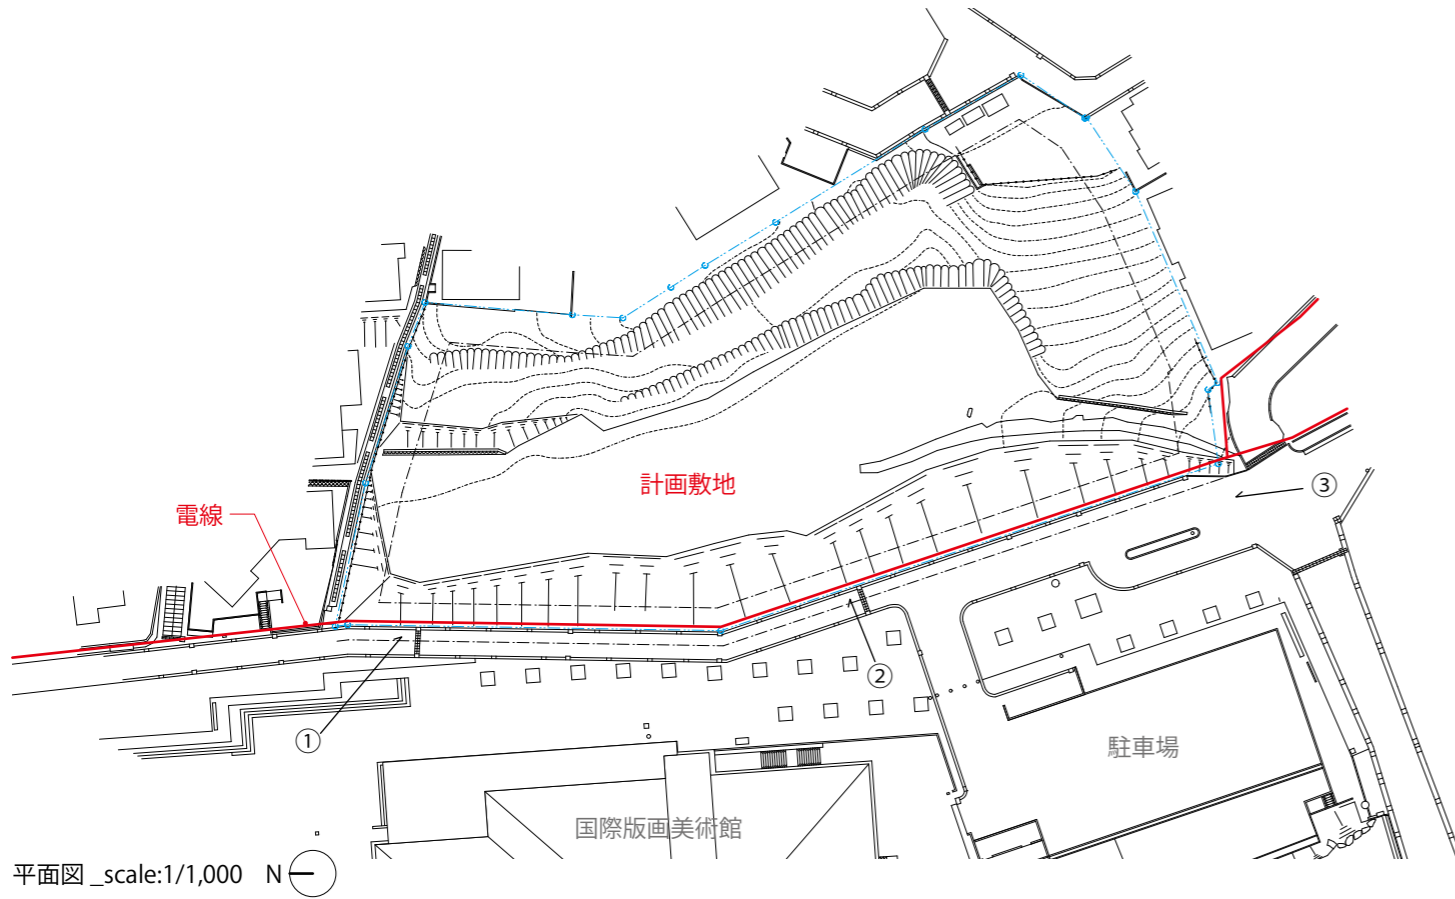 計画敷地
電線
③
②
①
駐車場
国際版画美術館
平面図 _scale:1/1,000 N